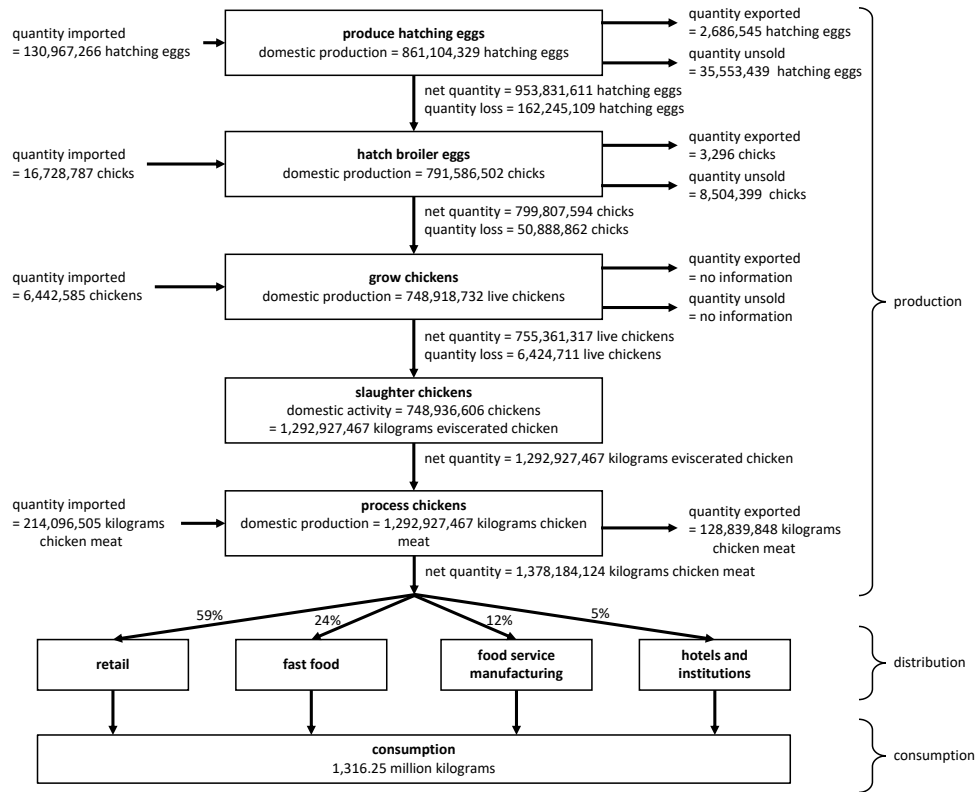 produce hatching eggs
domestic production = 861,104,329 hatching eggs
quantity imported
= 130,967,266 hatching eggs
quantity exported
= 2,686,545 hatching eggs
quantity unsold
= 35,553,439 hatching eggs
net quantity = 953,831,611 hatching eggs
quantity loss = 162,245,109 hatching eggs
hatch broiler eggs
domestic production = 791,586,502 chicks
quantity imported
= 16,728,787 chicks
quantity exported
= 3,296 chicks
quantity unsold
= 8,504,399 chicks
net quantity = 799,807,594 chicks
quantity loss = 50,888,862 chicks
grow chickens
domestic production = 748,918,732 live chickens
quantity imported
= 6,442,585 chickens
quantity exported
= no information
quantity unsold
= no information
production
net quantity = 755,361,317 live chickens
quantity loss = 6,424,711 live chickens
slaughter chickens
domestic activity = 748,936,606 chickens
= 1,292,927,467 kilograms eviscerated chicken
net quantity = 1,292,927,467 kilograms eviscerated chicken
process chickens
domestic production = 1,292,927,467 kilograms chicken
meat
quantity imported
= 214,096,505 kilograms
chicken meat
quantity exported
= 128,839,848 kilograms
chicken meat
net quantity = 1,378,184,124 kilograms chicken meat
59%
24%
12%
5%
retail
fast food
food service
manufacturing
hotels and
institutions
distribution
consumption
1,316.25 million kilograms
consumption